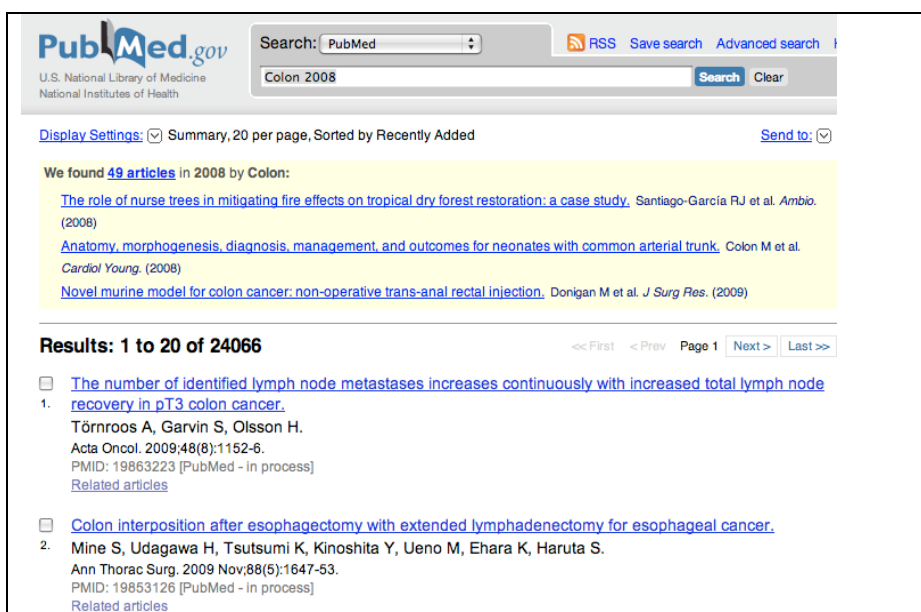 PubMed.gov
U.S. National Library of Medicine
National Institutes of Health
Search: PubMed
RSS Save search Advanced search
Colon 2008
Search Clear
Display Settings: Summary, 20 per page, Sorted by Recently Added
Send to:
We found 49 articles in 2008 by Colon:
The role of nurse trees in mitigating fire effects on tropical dry forest restoration: a case study. Santiago-García RJ et al. Ambio.
(2008)
Anatomy, morphogenesis, diagnosis, management, and outcomes for neonates with common arterial trunk. Colon M et al.
Cardiol Young. (2008)
Novel murine model for colon cancer: non-operative trans-anal rectal injection. Donigan M et al. J Surg Res. (2009)
Results: 1 to 20 of 24066
<< First < Prev Page 1 Next > Last >>
The number of identified lymph node metastases increases continuously with increased total lymph node
1. recovery in pT3 colon cancer.
Törnroos A, Garvin S, Olsson H.
Acta Oncol. 2009;48(8):1152-6.
PMID: 19863223 [PubMed - in process]
Related articles
Colon interposition after esophagectomy with extended lymphadenectomy for esophageal cancer.
2. Mine S, Udagawa H, Tsutsumi K, Kinoshita Y, Ueno M, Ehara K, Haruta S.
Ann Thorac Surg. 2009 Nov;88(5):1647-53.
PMID: 19853126 [PubMed - in process]
Related articles